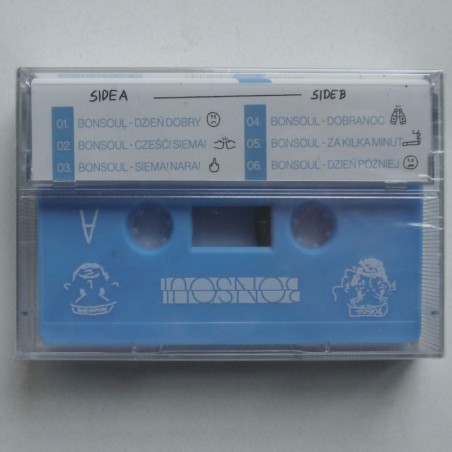 SIDE A SIDE B
01. BONSOUL - DZIEŃ DOBRY
02. BONSOUL - CZEŚĆ! SIEMA!
03. BONSOUL - SIEMA! NARA!
04. BONSOUL - DOBRANOC
05. BONSOUL - ZA KILKA MINUT
06. BONSOUL - DZIEŃ PÓŹNIEJ
A
BONSOUL